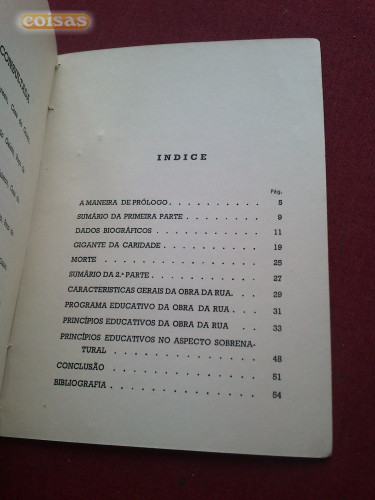 coisas
CONSULTADA
INDICE
Pág.
A MANEIRA DE PRÓLOGO . . . . . . . . . 5
SUMÁRIO DA PRIMEIRA PARTE . . . . . . . 9
DADOS BIOGRÁFICOS . . . . . . . . . . 11
GIGANTE DA CARIDADE . . . . . . . . . 19
MORTE . . . . . . . . . . . . . . 25
SUMÁRIO DA 2.ª PARTE . . . . . . . . . 27
CARACTERISTICAS GERAIS DA OBRA DA RUA. . . . 29
PROGRAMA EDUCATIVO DA OBRA DA RUA . . . . 31
PRINCÍPIOS EDUCATIVOS DA OBRA DA RUA . . . 33
PRINCÍPIOS EDUCATIVOS NO ASPECTO SOBRENA-
TURAL . . . . . . . . . . . . . 48
CONCLUSÃO . . . . . . . . . . . . 51
BIBLIOGRAFIA . . . . . . . . . . . . 54